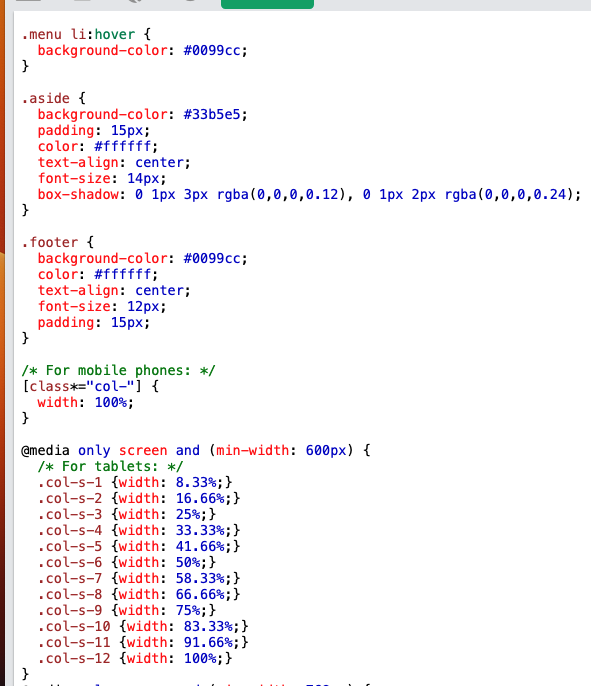 .menu li:hover {
  background-color: #0099cc;
}

.aside {
  background-color: #33b5e5;
  padding: 15px;
  color: #ffffff;
  text-align: center;
  font-size: 14px;
  box-shadow: 0 1px 3px rgba(0,0,0,0.12), 0 1px 2px rgba(0,0,0,0.24);
}

.footer {
  background-color: #0099cc;
  color: #ffffff;
  text-align: center;
  font-size: 12px;
  padding: 15px;
}

/* For mobile phones: */
[class*="col-"] {
  width: 100%;
}

@media only screen and (min-width: 600px) {
  /* For tablets: */
  .col-s-1 {width: 8.33%;}
  .col-s-2 {width: 16.66%;}
  .col-s-3 {width: 25%;}
  .col-s-4 {width: 33.33%;}
  .col-s-5 {width: 41.66%;}
  .col-s-6 {width: 50%;}
  .col-s-7 {width: 58.33%;}
  .col-s-8 {width: 66.66%;}
  .col-s-9 {width: 75%;}
  .col-s-10 {width: 83.33%;}
  .col-s-11 {width: 91.66%;}
  .col-s-12 {width: 100%;}
}